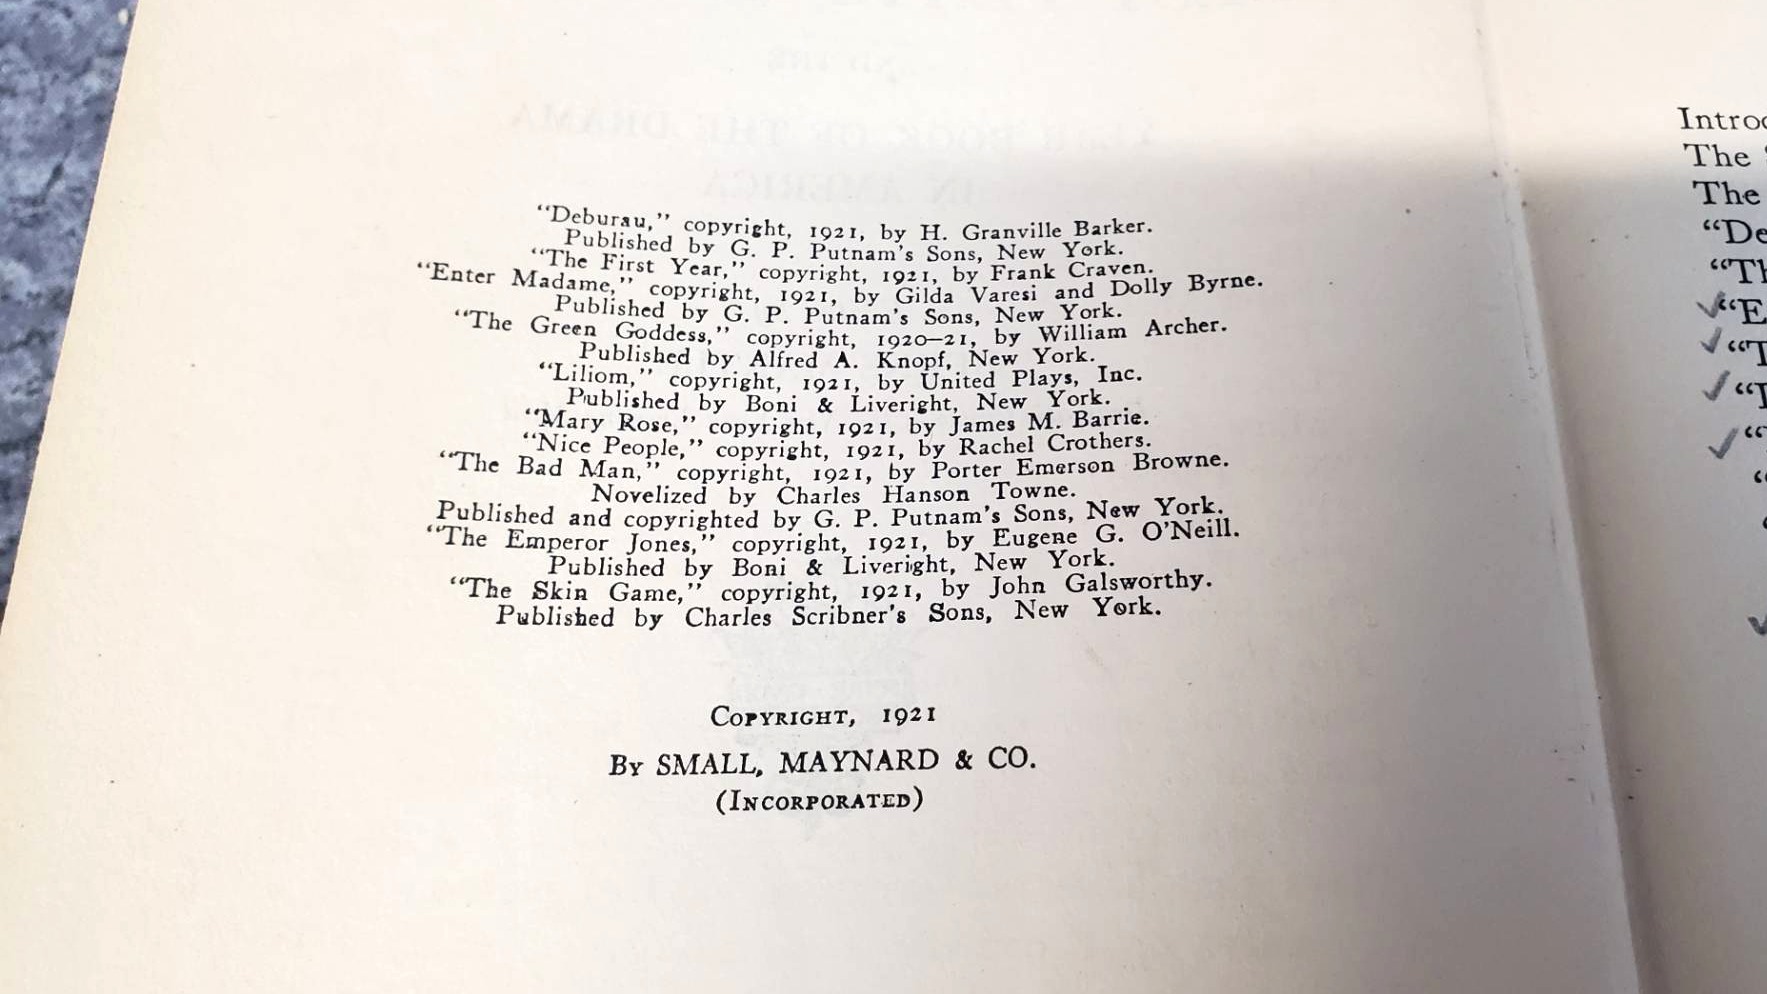 “Deburau,” copyright, 1921, by H. Granville Barker.
Published by G. P. Putnam's Sons, New York.
“The First Year,” copyright, 1921, by Frank Craven.
“Enter Madame,” copyright, 1921, by Gilda Varesi and Dolly Byrne.
Published by G. P. Putnam's Sons, New York.
“The Green Goddess,” copyright, 1920–21, by William Archer.
Published by Alfred A. Knopf, New York.
“Liliom,” copyright, 1921, by United Plays, Inc.
Published by Boni & Liveright, New York.
“Mary Rose,” copyright, 1921, by James M. Barrie.
“Nice People,” copyright, 1921, by Rachel Crothers.
“The Bad Man,” copyright, 1921, by Porter Emerson Browne.
Novelized by Charles Hanson Towne.
Published and copyrighted by G. P. Putnam's Sons, New York.
“The Emperor Jones,” copyright, 1921, by Eugene G. O'Neill.
Published by Boni & Liveright, New York.
“The Skin Game,” copyright, 1921, by John Galsworthy.
Published by Charles Scribner's Sons, New York.
COPYRIGHT, 1921
BY SMALL, MAYNARD & CO.
(INCORPORATED)
The
The